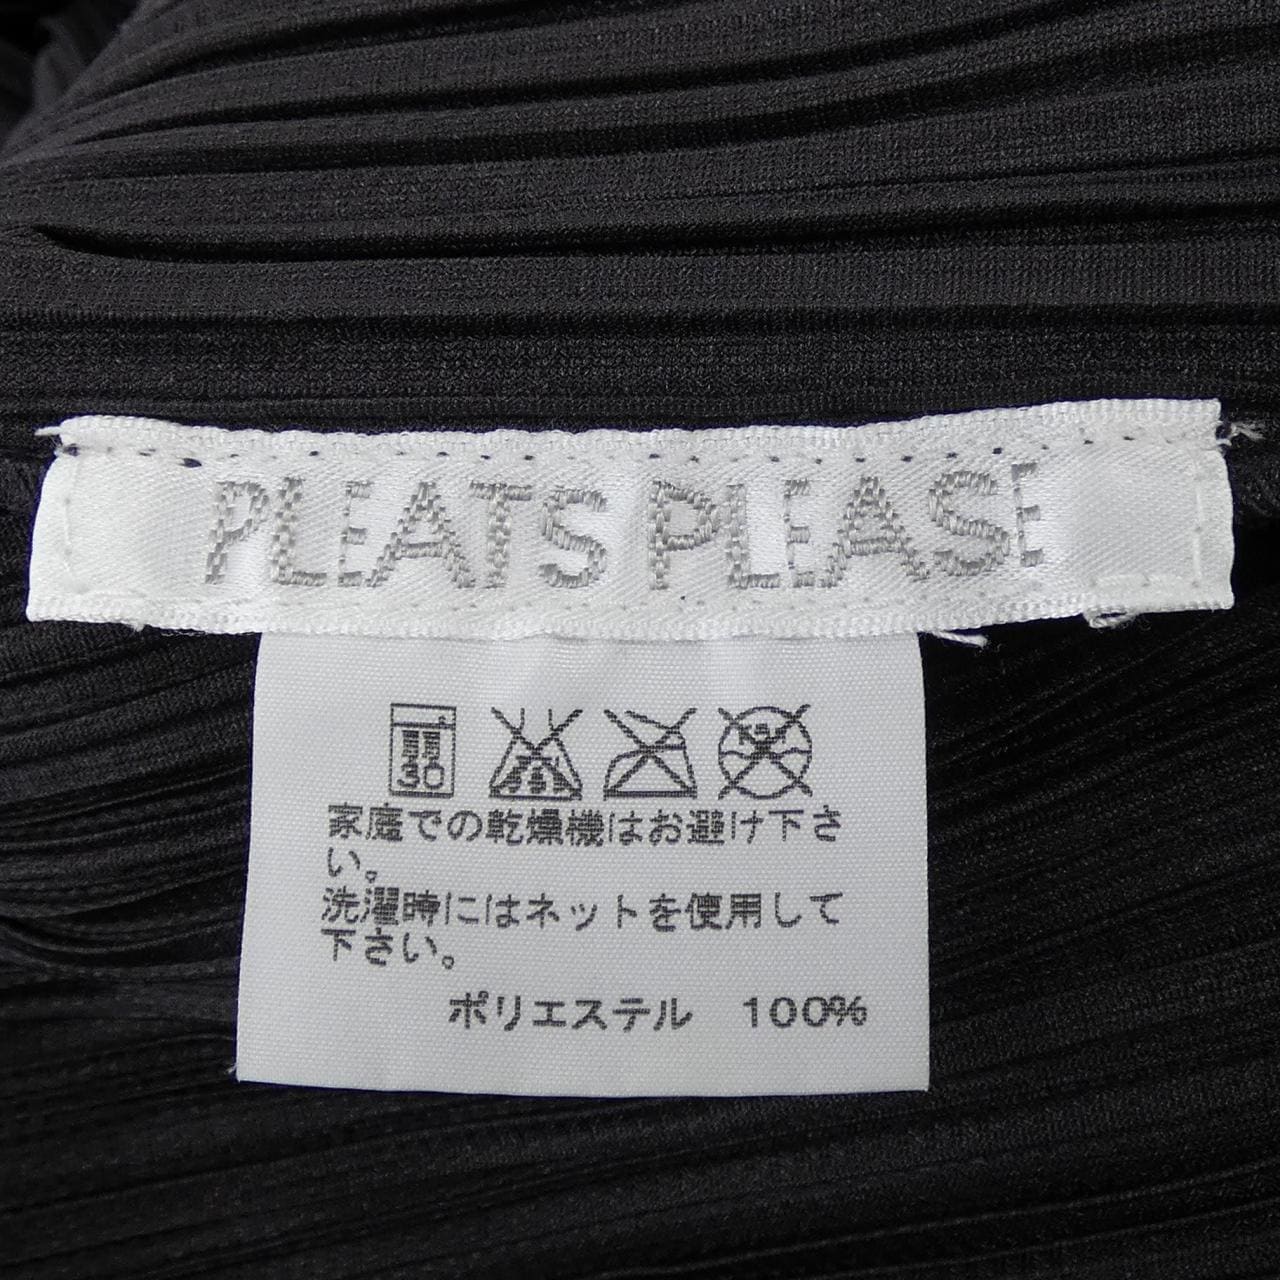 PLEATS PLEASE
30
家庭での乾燥機はお避け下さ
い。
洗濯時にはネットを使用して
下さい。
ポリエステル 100%